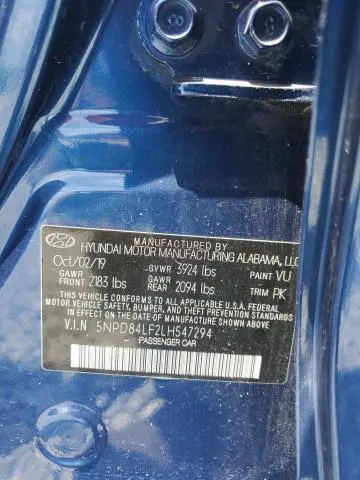 MANUFACTURED BY
HYUNDAI MOTOR MANUFACTURING ALABAMA, LLC
Oct/02/19 GVWR 3924 lbs PAINT VU
GAWR FRONT 2183 lbs GAWR REAR 2094 lbs TRIM PK
THIS VEHICLE CONFORMS TO ALL APPLICABLE U.S.A. FEDERAL
MOTOR VEHICLE SAFETY, BUMPER, AND THEFT PREVENTION
STANDARDS IN EFFECT ON THE DATE OF MANUFACTURE SHOWN ABOVE.
V.I.N 5NPD84LF2LH547294
PASSENGER CAR